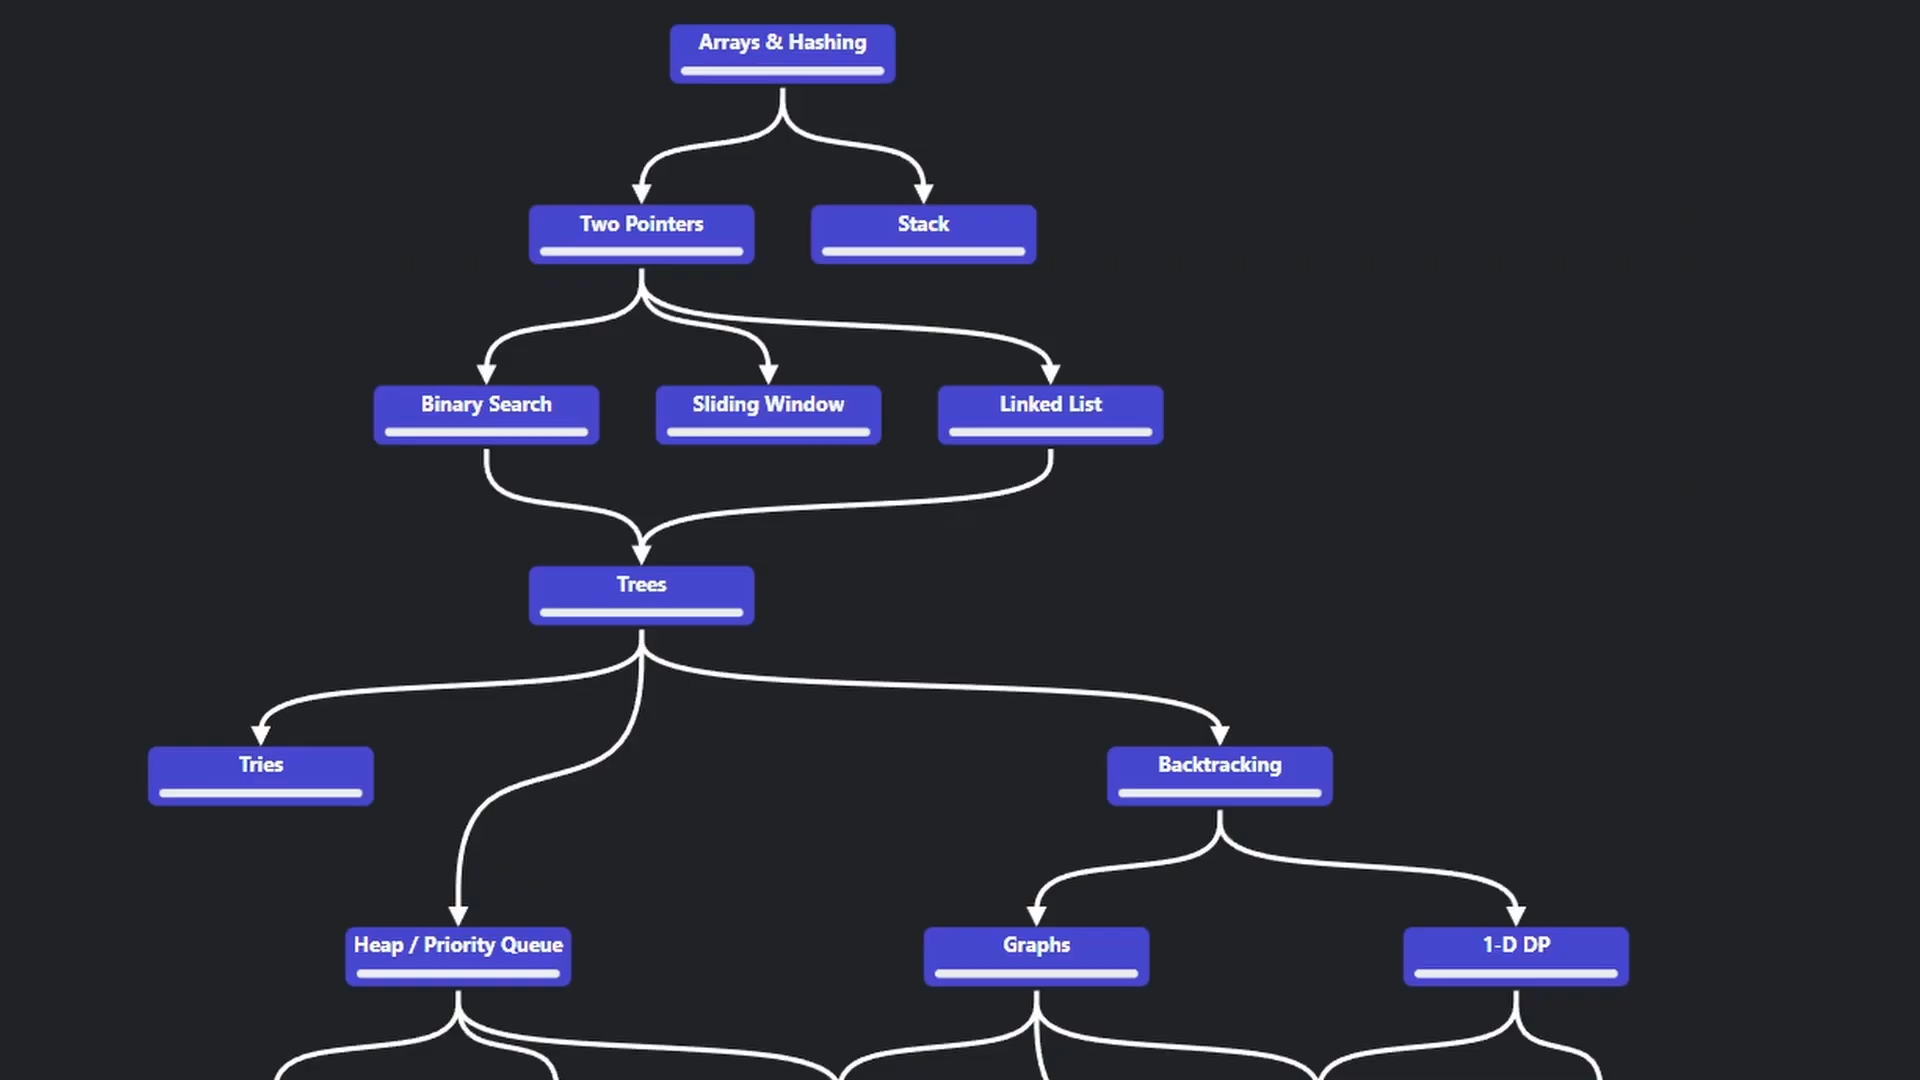 Arrays & Hashing
Two Pointers
Stack
Binary Search
Sliding Window
Linked List
Trees
Tries
Backtracking
Heap / Priority Queue
Graphs
1-D DP